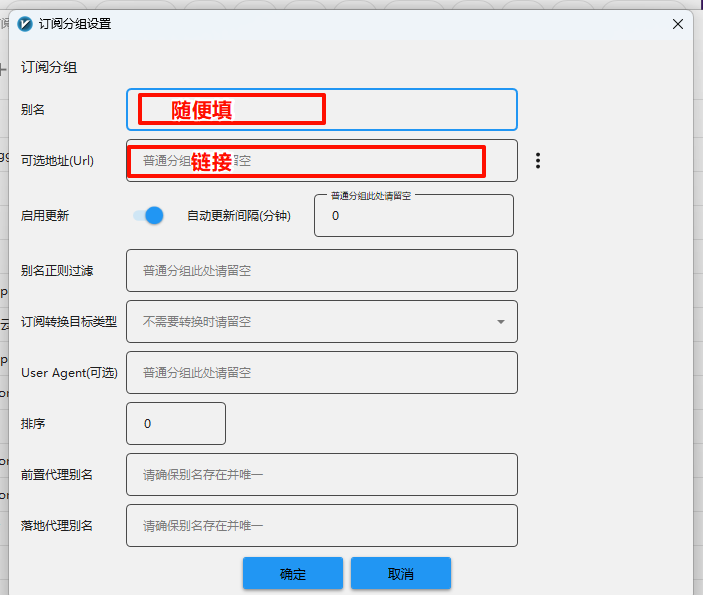 订阅分组设置
订阅分组
别名
随便填
可选地址(Url)
普通分组 链接 留空
启用更新
自动更新间隔(分钟)
普通分组此处请留空
0
别名正则过滤
普通分组此处请留空
订阅转换目标类型
不需要转换时请留空
User Agent(可选)
普通分组此处请留空
排序
0
前置代理别名
请确保别名存在并唯一
落地代理别名
请确保别名存在并唯一
确定
取消